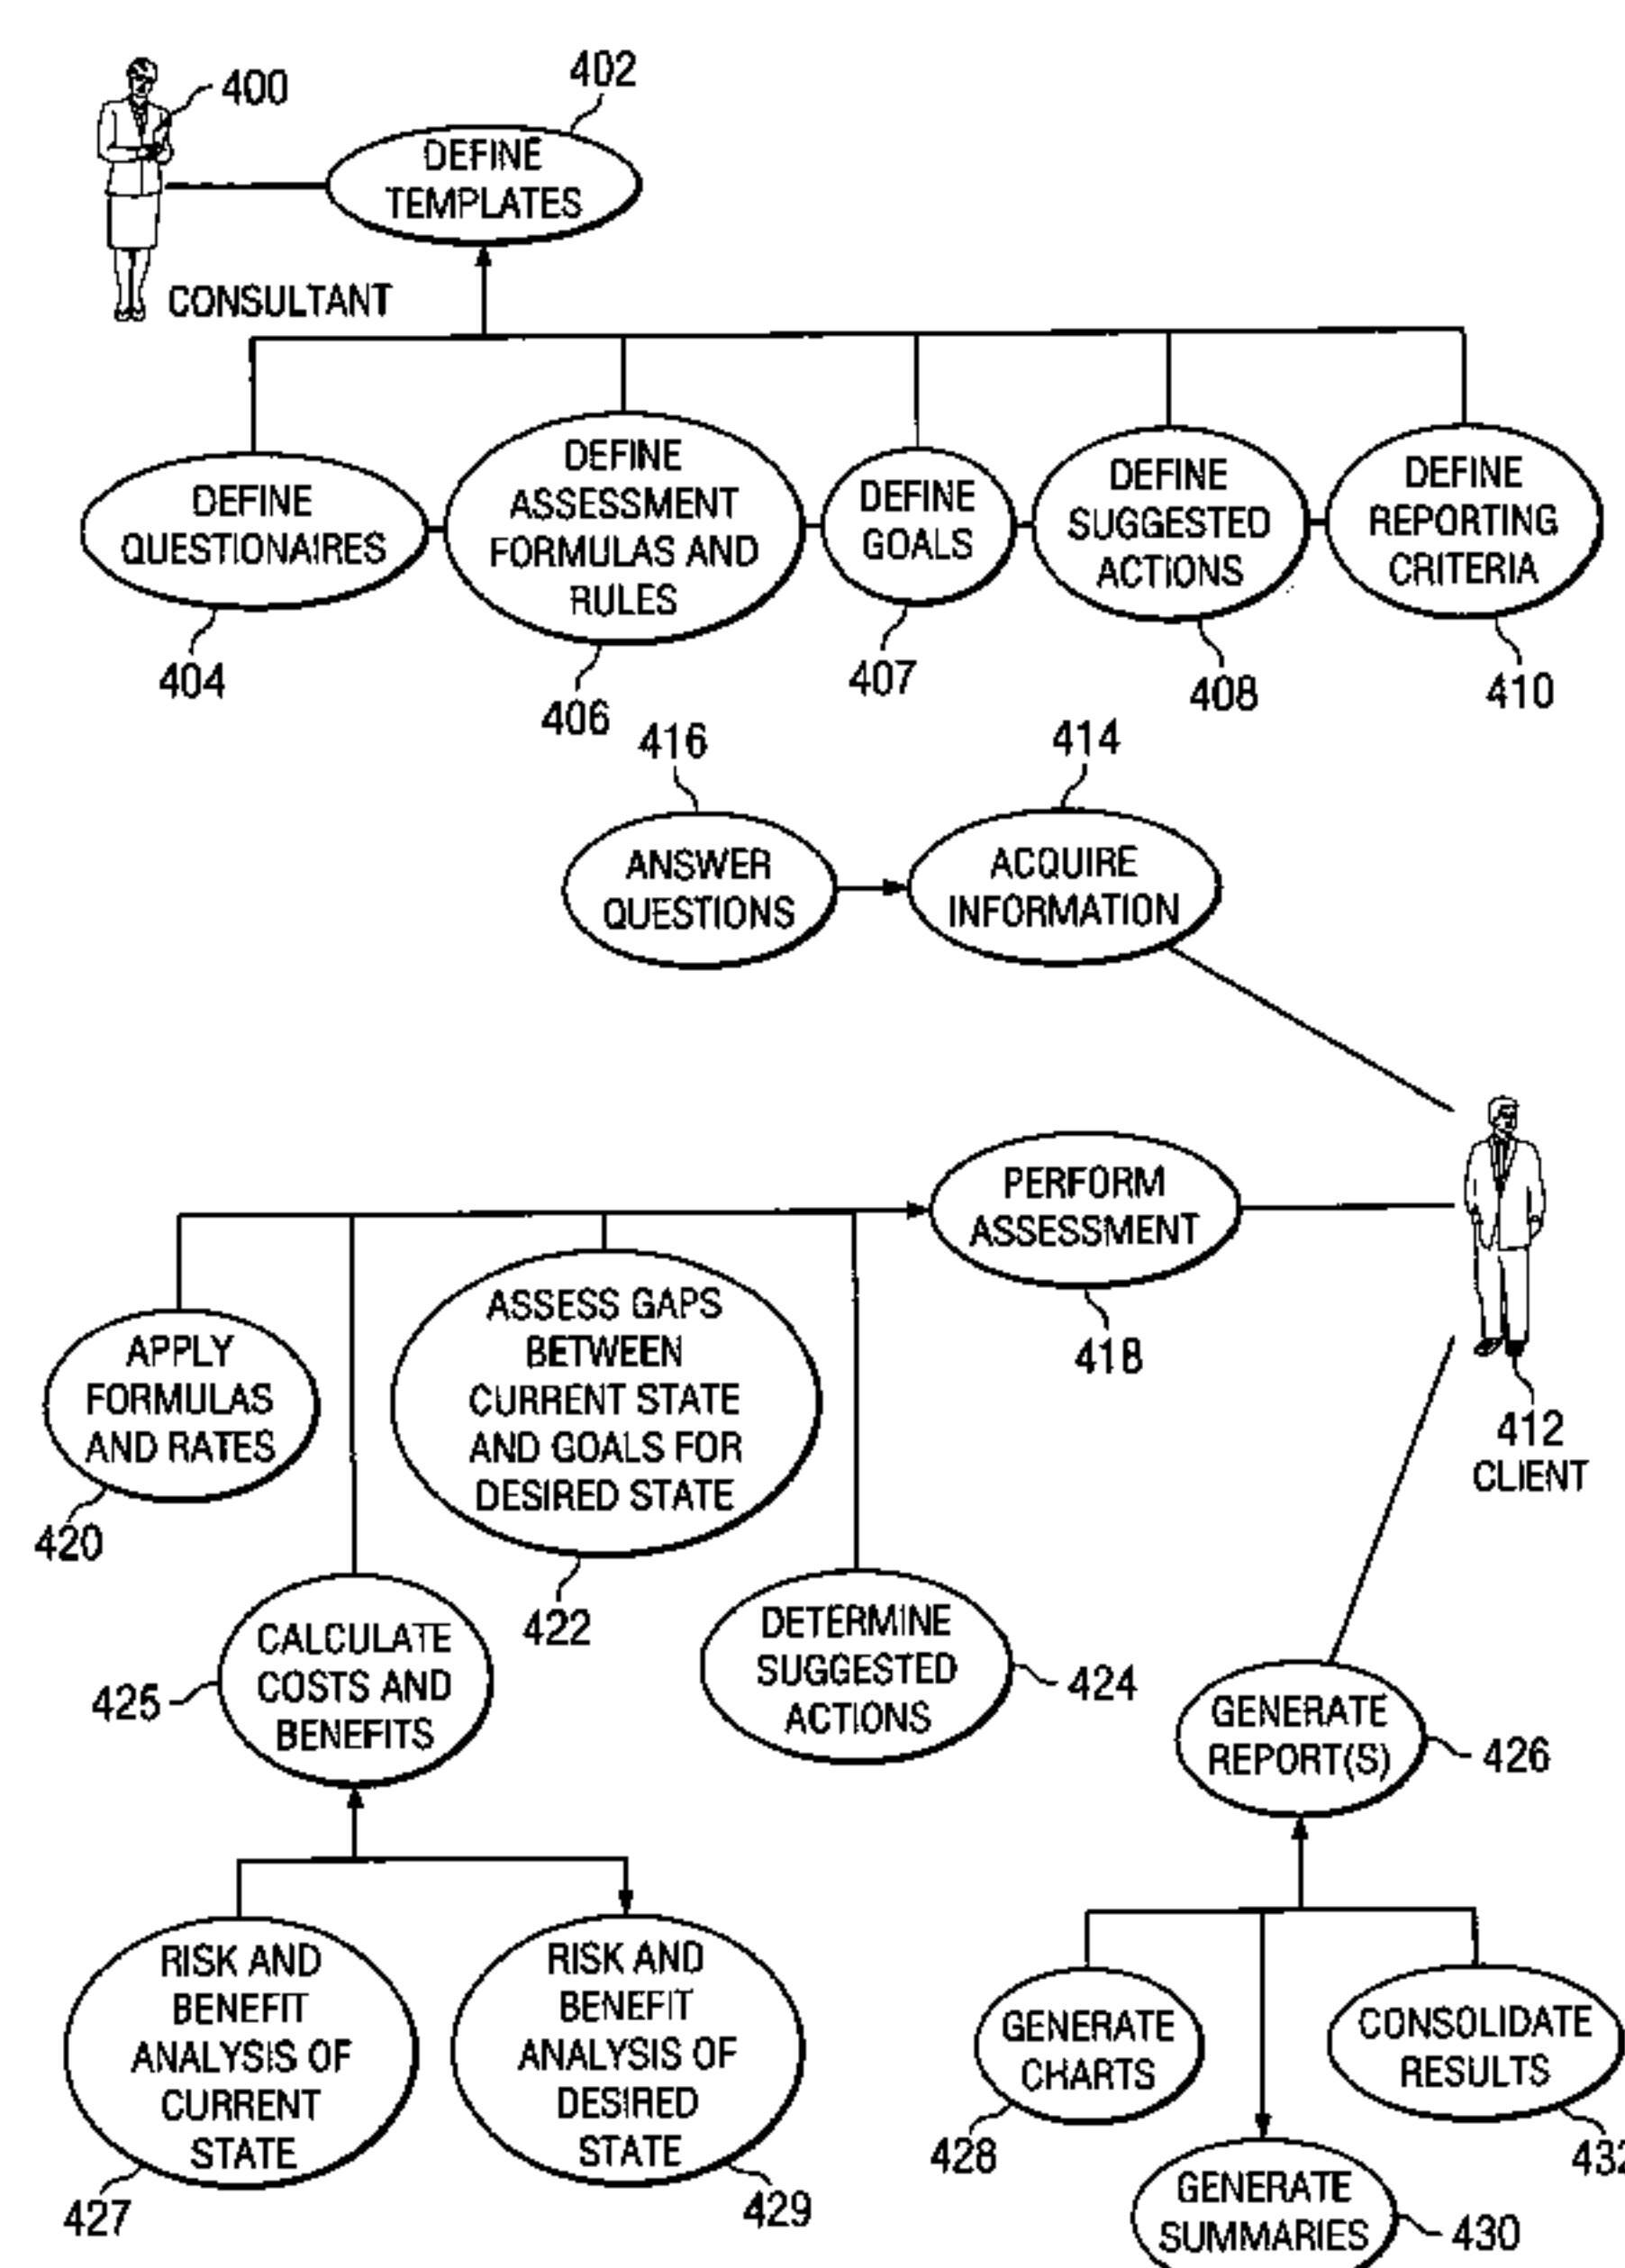 400
402
DEFINE
TEMPLATES
CONSULTANT
DEFINE
QUESTIONAIRES
DEFINE
ASSESSMENT
FORMULAS AND
RULES
DEFINE
GOALS
DEFINE
SUGGESTED
ACTIONS
DEFINE
REPORTING
CRITERIA
404
406
407
408
410
416
414
ANSWER
QUESTIONS
ACQUIRE
INFORMATION
PERFORM
ASSESSMENT
418
412
CLIENT
APPLY
FORMULAS
AND RATES
420
ASSESS GAPS
BETWEEN
CURRENT STATE
AND GOALS FOR
DESIRED STATE
422
CALCULATE
COSTS AND
BENEFITS
425
DETERMINE
SUGGESTED
ACTIONS
424
GENERATE
REPORT(S)
426
RISK AND
BENEFIT
ANALYSIS OF
CURRENT
STATE
427
RISK AND
BENEFIT
ANALYSIS OF
DESIRED
STATE
429
GENERATE
CHARTS
428
CONSOLIDATE
RESULTS
432
GENERATE
SUMMARIES
430